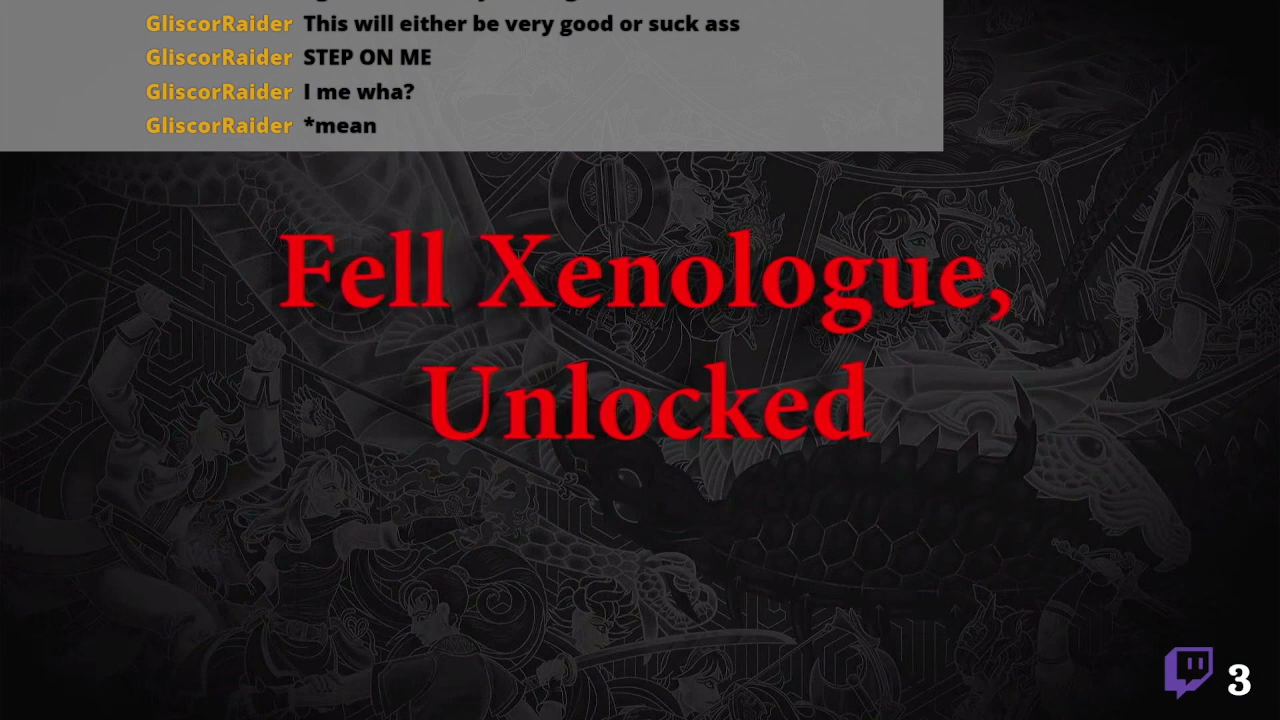 GliscorRaider This will either be very good or suck ass
GliscorRaider STEP ON ME
GliscorRaider I me wha?
GliscorRaider *mean
Fell Xenologue,
Unlocked
3